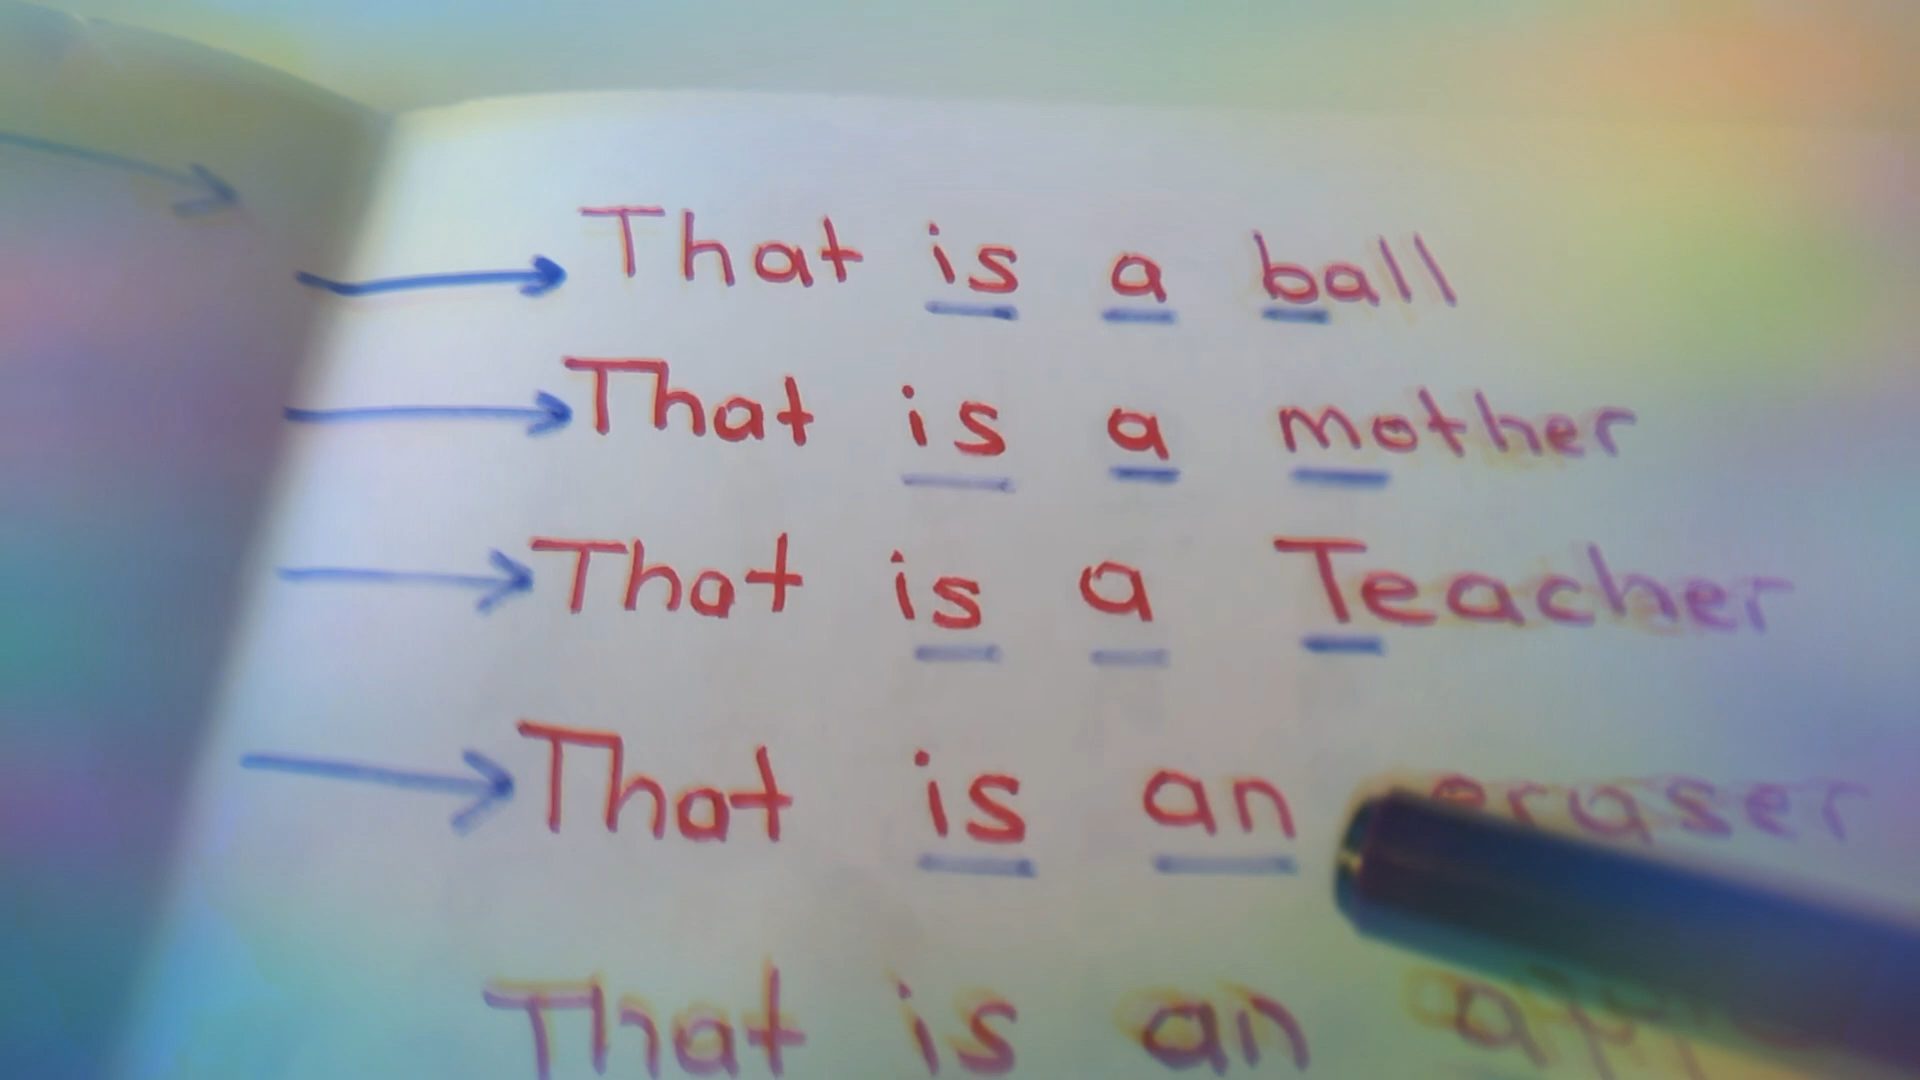 That is a ball
That is a mother
That is a Teacher
That is an eraser
That is an